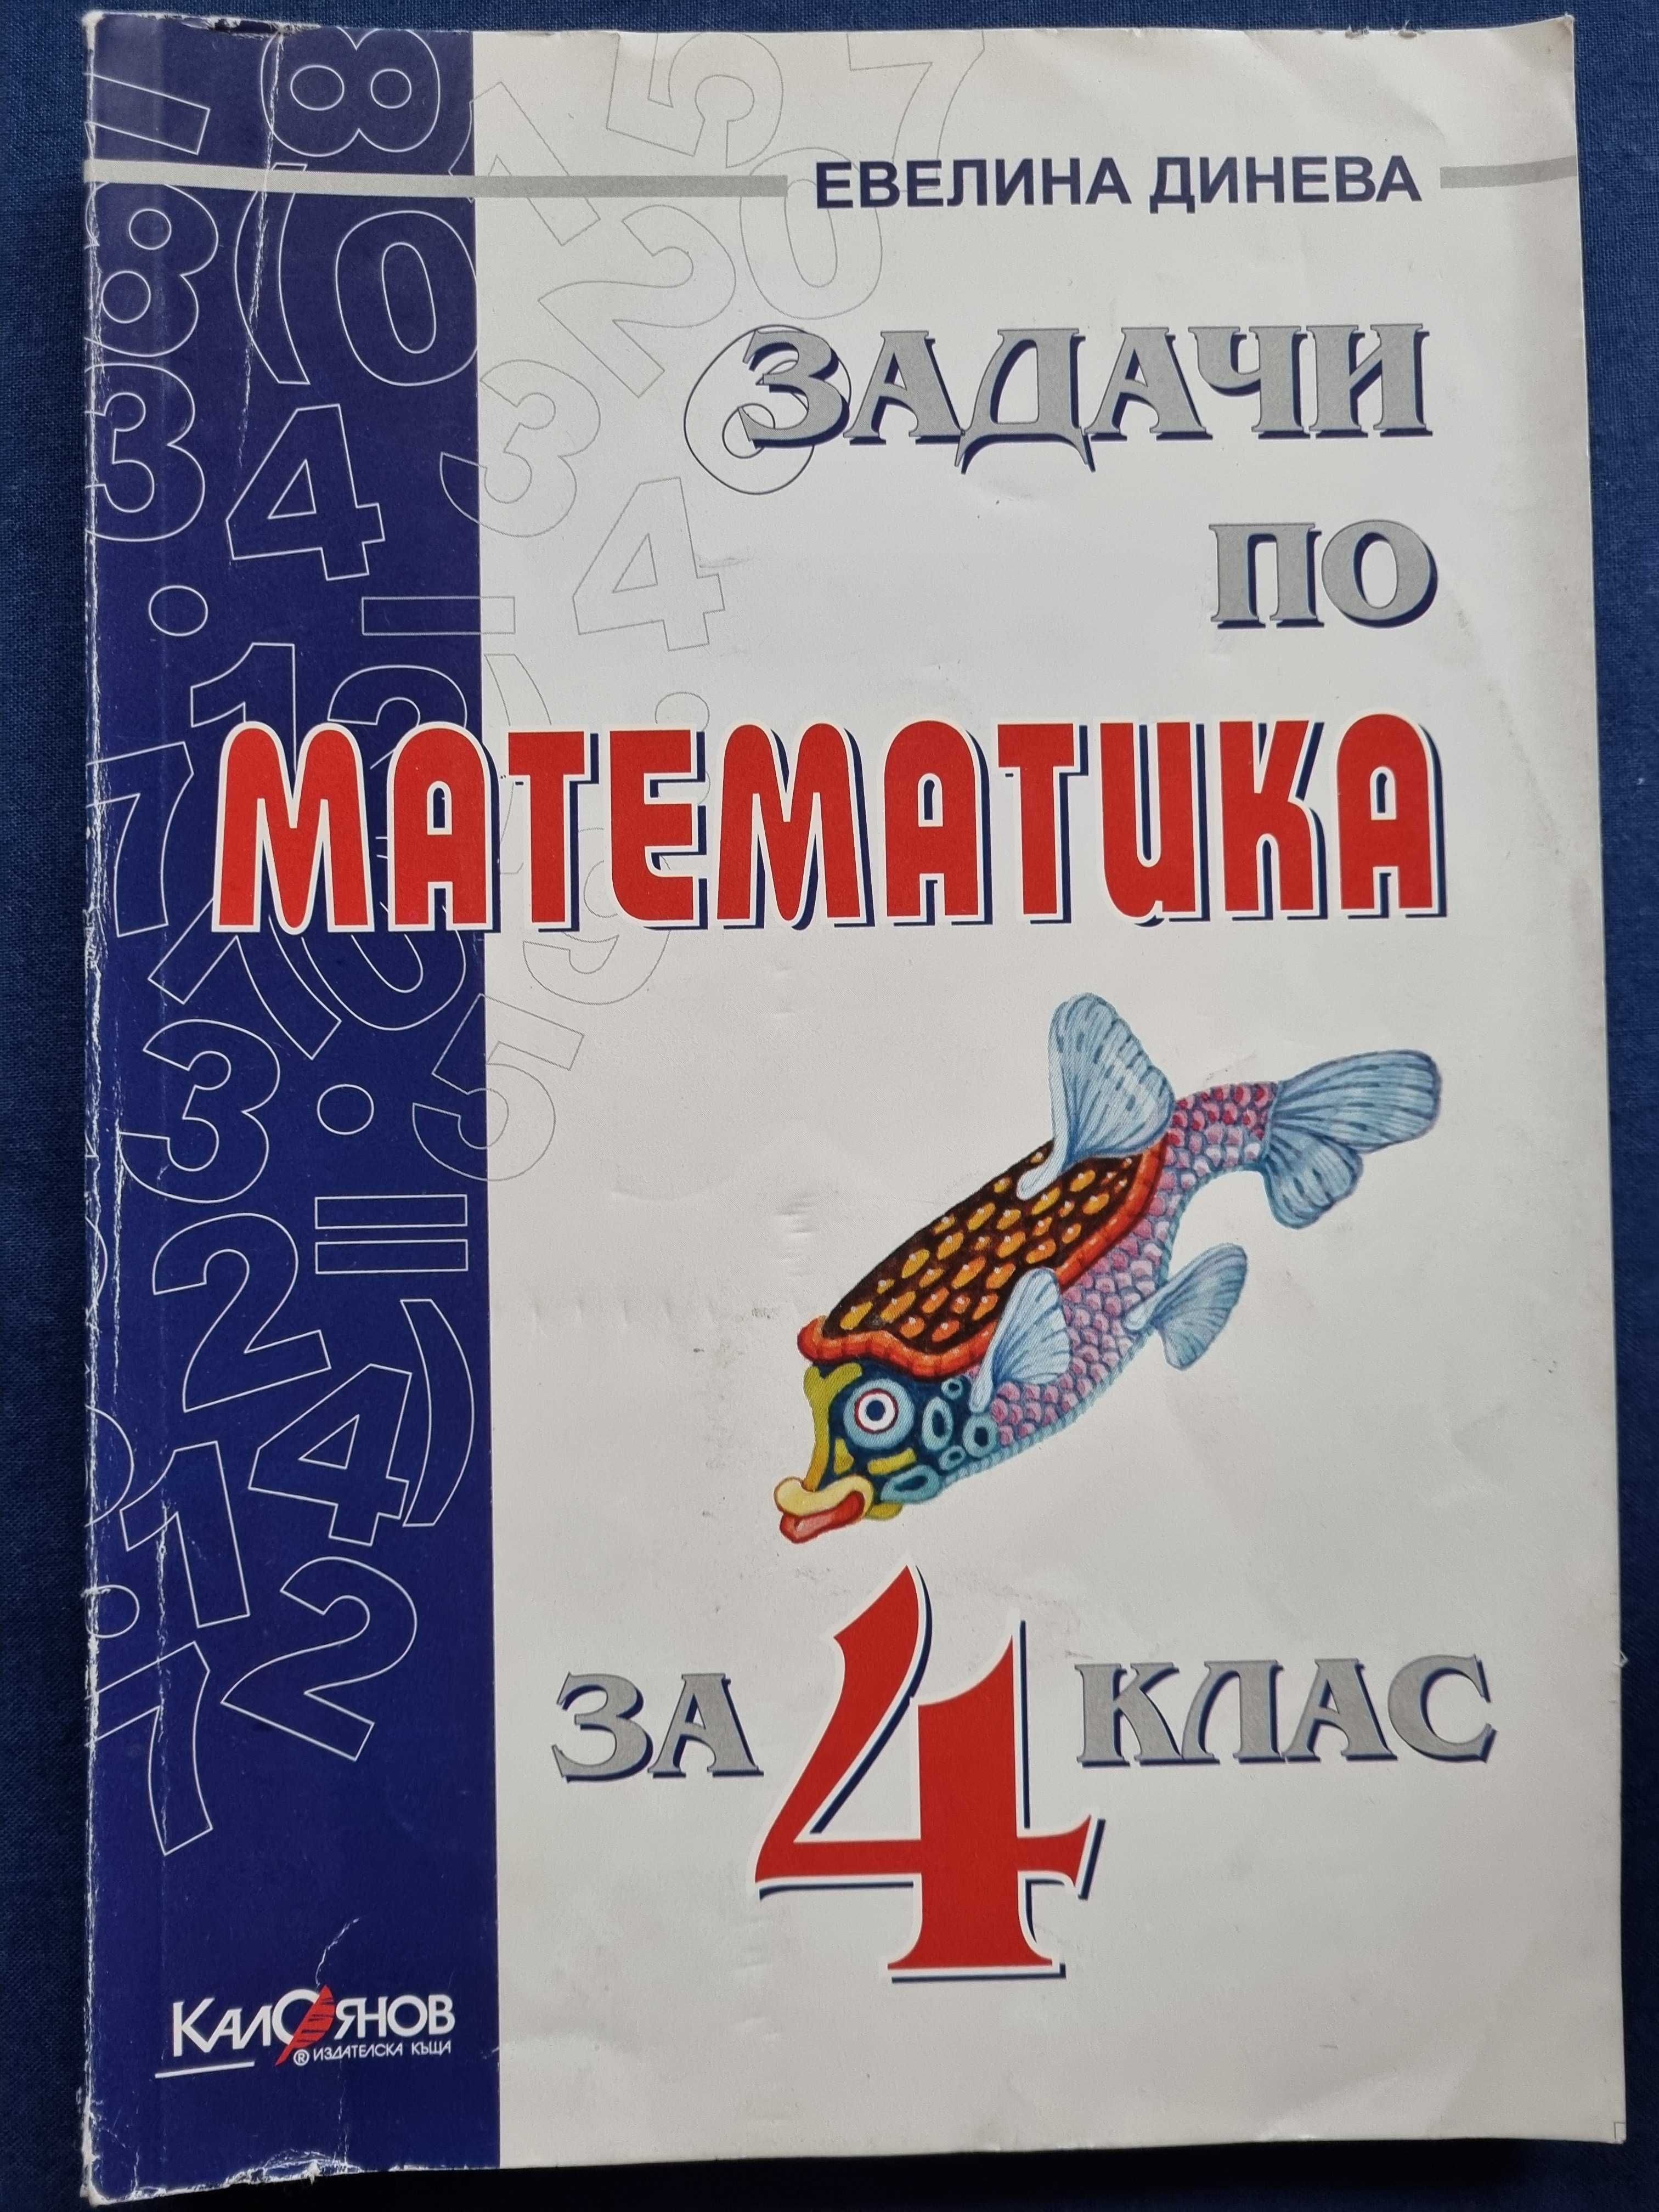 ЕВЕЛИНА ДИНЕВА
ЗАДАЧИ
ПО
МАТЕМАТИКА
ЗА 4 КЛАС
КАЛОЯНОВ
® ИЗДАТЕЛСКА КЪЩА